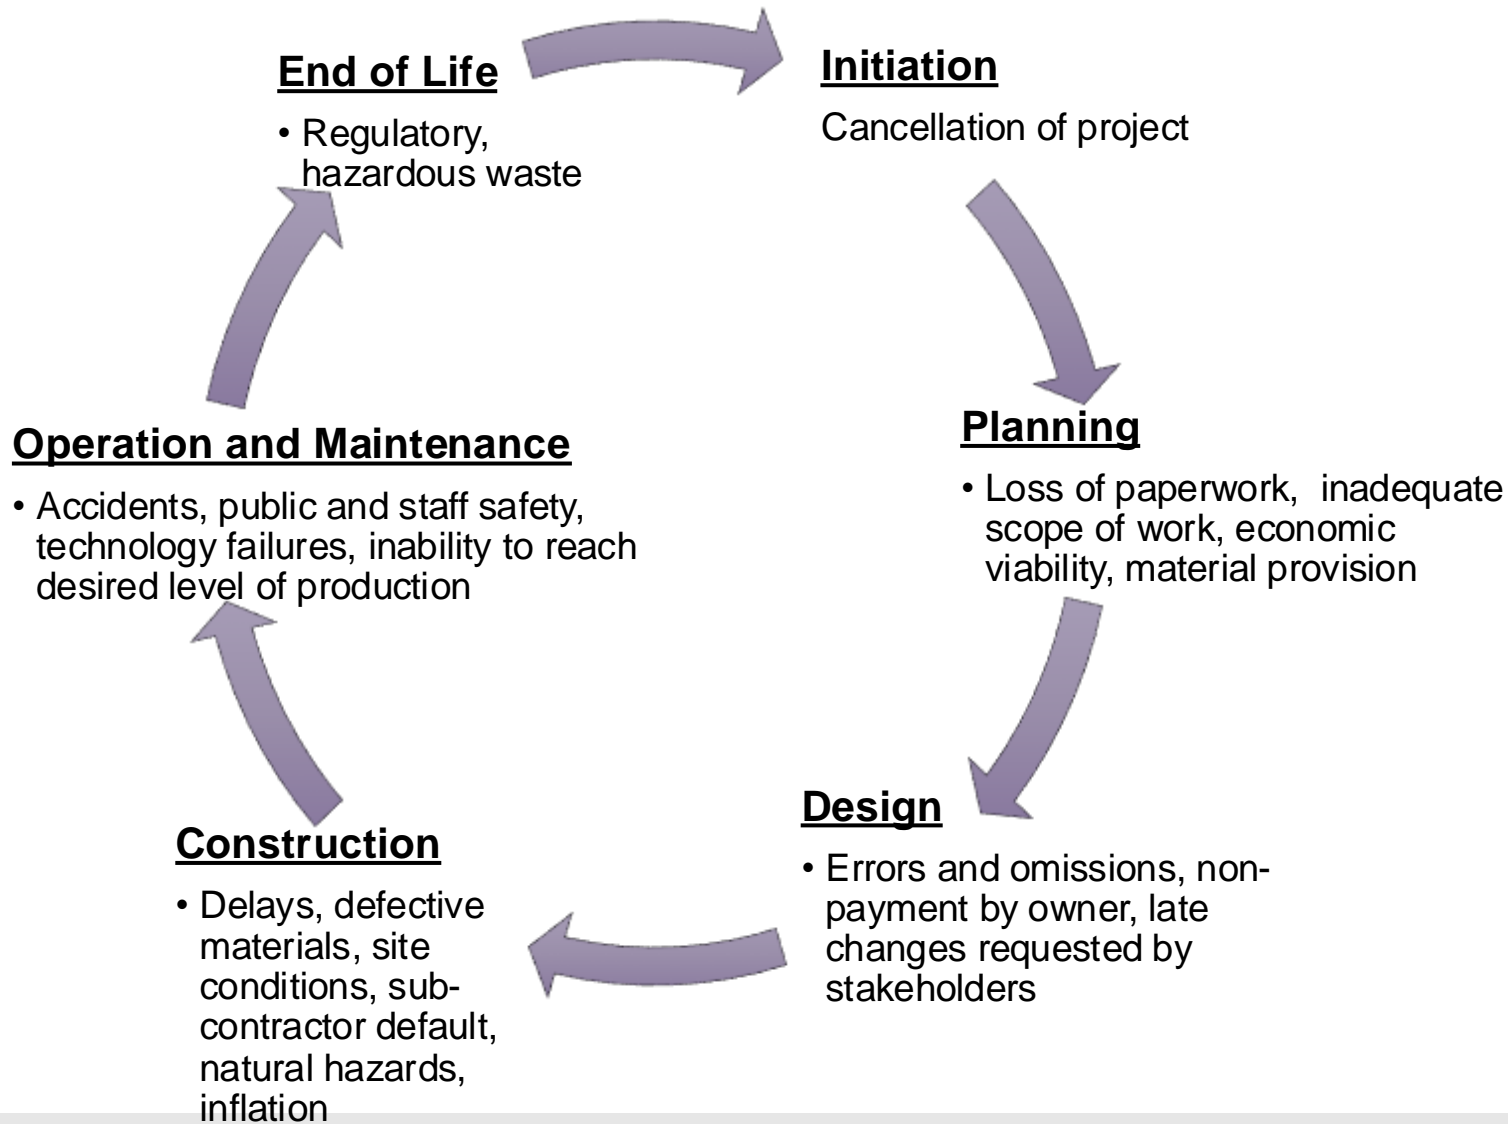 End of Life
• Regulatory,
hazardous waste
Initiation
Cancellation of project
Planning
• Loss of paperwork,  inadequate
scope of work, economic
viability, material provision
Design
• Errors and omissions, non-
payment by owner, late
changes requested by
stakeholders
Construction
• Delays, defective
materials, site
conditions, sub-
contractor default,
natural hazards,
inflation
Operation and Maintenance
• Accidents, public and staff safety,
technology failures, inability to reach
desired level of production